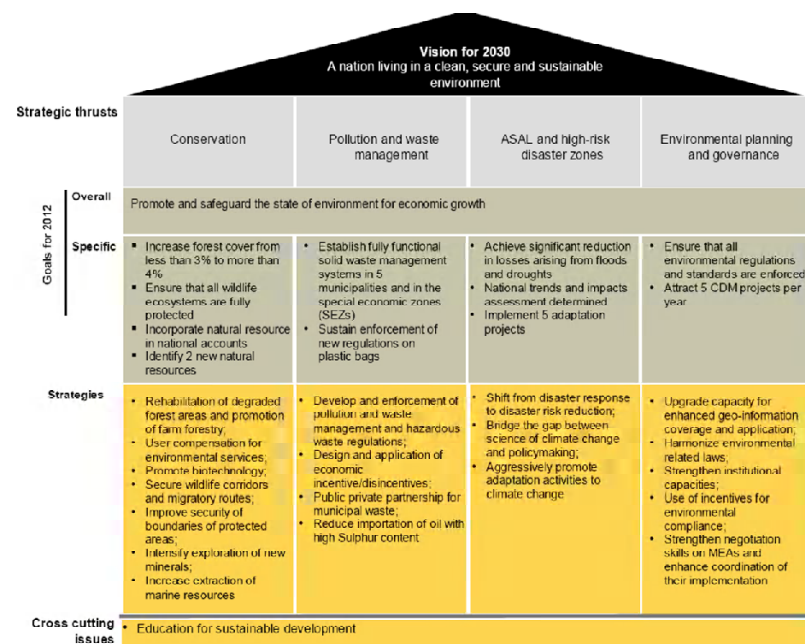 Vision for 2030
A nation living in a clean, secure and sustainable
environment
Strategic thrusts
Conservation
Pollution and waste
management
ASAL and high-risk
disaster zones
Environmental planning
and governance
Goals for 2012
Overall
Promote and safeguard the state of environment for economic growth
Specific
▪ Increase forest cover from
less than 3% to more than
4%
▪ Ensure that all wildlife
ecosystems are fully
protected
▪ Incorporate natural resource
in national accounts
▪ Identify 2 new natural
resources
• Establish fully functional
solid waste management
systems in 5
municipalities and in the
special economic zones
(SEZs)
• Sustain enforcement of
new regulations on
plastic bags
• Achieve significant reduction
in losses arising from floods
and droughts
• National trends and impacts
assessment determined
• Implement 5 adaptation
projects
• Ensure that all
environmental regulations
and standards are enforced
• Attract 5 CDM projects per
year
Strategies
• Rehabilitation of degraded
forest areas and promotion
of farm forestry;
• User compensation for
environmental services;
• Promote biotechnology;
• Secure wildlife corridors
and migratory routes;
• Improve security of
boundaries of protected
areas;
• Intensify exploration of new
minerals;
• Increase extraction of
marine resources
• Develop and enforcement of
pollution and waste
management and hazardous
waste regulations;
• Design and application of
economic
incentive/disincentives;
• Public private partnership for
municipal waste;
• Reduce importation of oil with
high Sulphur content
• Shift from disaster response
to disaster risk reduction;
• Bridge the gap between
science of climate change
and policymaking;
• Aggressively promote
adaptation activities to
climate change
• Upgrade capacity for
enhanced geo-information
coverage and application;
• Harmonize environmental
related laws;
• Strengthen institutional
capacities;
• Use of incentives for
environmental
compliance;
• Strengthen negotiation
skills on MEAs and
enhance coordination of
their implementation
Cross cutting
issues
• Education for sustainable development